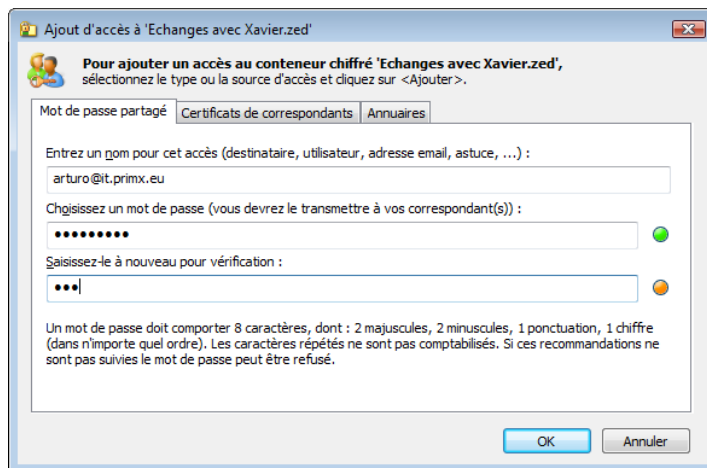 Ajout d'accès à 'Echanges avec Xavier.zed'
Pour ajouter un accès au conteneur chiffré 'Echanges avec Xavier.zed',
sélectionnez le type ou la source d'accès et cliquez sur <Ajouter>.
Mot de passe partagé Certificats de correspondants Annuaires
Entrez un nom pour cet accès (destinataire, utilisateur, adresse email, astuce, ...) :
arturo@it.primx.eu
Choisissez un mot de passe (vous devrez le transmettre à vos correspondant(s)) :
•••••••••
Saisissez-le à nouveau pour vérification :
•••
Un mot de passe doit comporter 8 caractères, dont : 2 majuscules, 2 minuscules, 1 ponctuation, 1 chiffre
(dans n'importe quel ordre). Les caractères répétés ne sont pas comptabilisés. Si ces recommandations ne
sont pas suivies le mot de passe peut être refusé.
OK Annuler